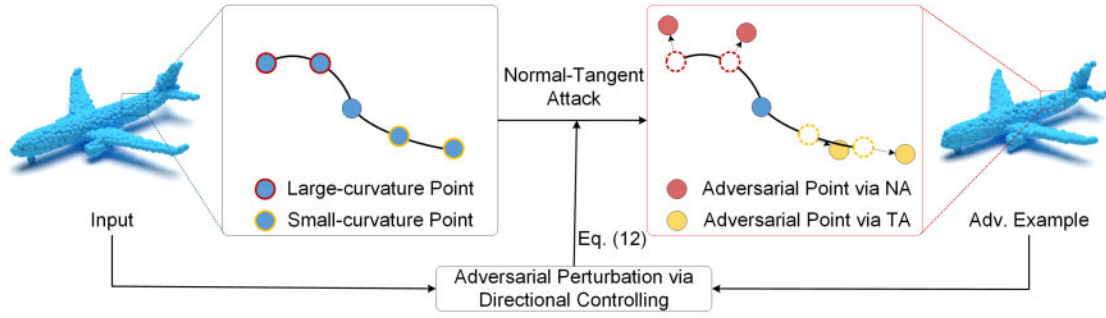 Normal-Tangent
Attack
Large-curvature Point
Small-curvature Point
Adversarial Point via NA
Adversarial Point via TA
Input
Adv. Example
Eq. (12)
Adversarial Perturbation via
Directional Controlling